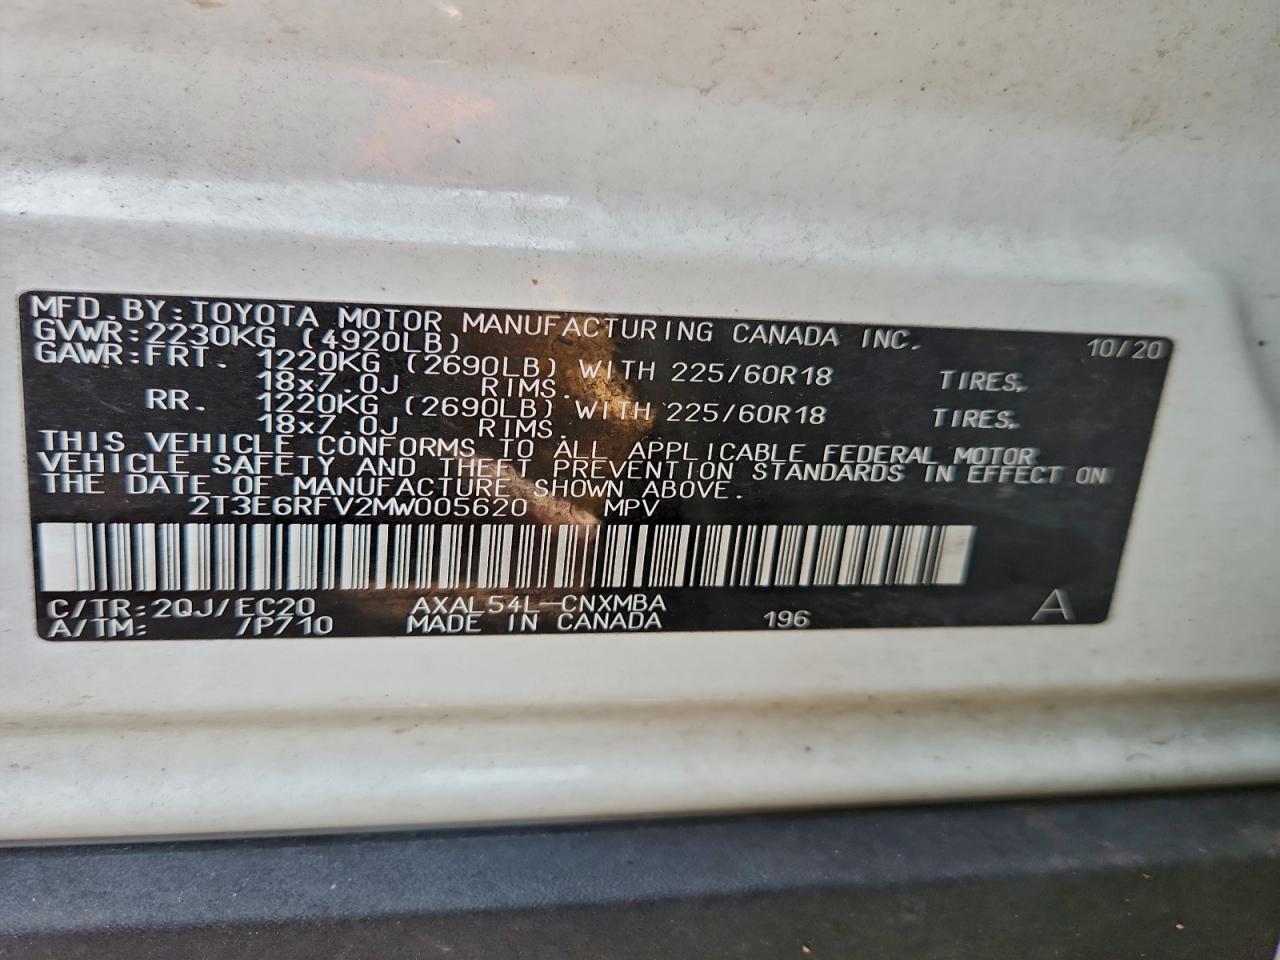 MFD.BY:TOYOTA MOTOR MANUFACTURING CANADA INC. 10/20
GVWR:2230KG (4920LB)
GAWR:FRT. 1220KG (2690LB) WITH 225/60R18 TIRES,
18x7.0J RIMS.
RR. 1220KG (2690LB) WITH 225/60R18 TIRES,
18x7.0J RIMS.
THIS VEHICLE CONFORMS TO ALL APPLICABLE FEDERAL MOTOR
VEHICLE SAFETY AND THEFT PREVENTION STANDARDS IN EFFECT ON
THE DATE OF MANUFACTURE SHOWN ABOVE.
2T3E6RFV2MW005620 MPV
C/TR:2QJ/EC20 AXAL54L-CNXMBA
A/TM: /P710 MADE IN CANADA 196 A